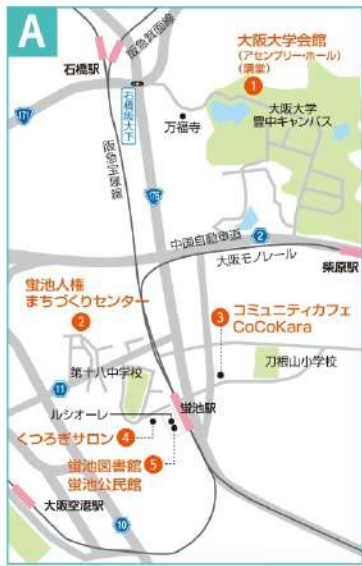 A
阪急箕面線
石橋駅
大阪大学会館
(アセンブリー・ホール)
(講堂)
1
大阪大学
豊中キャンパス
171
石橋阪大下
万福寺
阪急宝塚線
176
中国自動車道
2
大阪モノレール
柴原駅
蛍池人権
まちづくりセンター
2
3
コミュニティカフェ
CoCoKara
刀根山小学校
第十八中学校
11
ルシオーレ
蛍池駅
くつろぎサロン
4
5
蛍池図書館
蛍池公民館
大阪空港駅
10